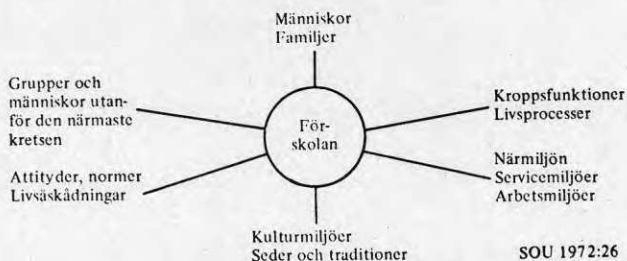 Människor
Familjer
Grupper och
människor utan-
för den närmaste
kretsen
Kroppsfunktioner
Livsprocesser
För-
skolan
Attityder, normer
Livsåskådningar
Närmiljön
Servicemiljöer
Arbetsmiljöer
Kulturmiljöer
Seder och traditioner
SOU 1972:26